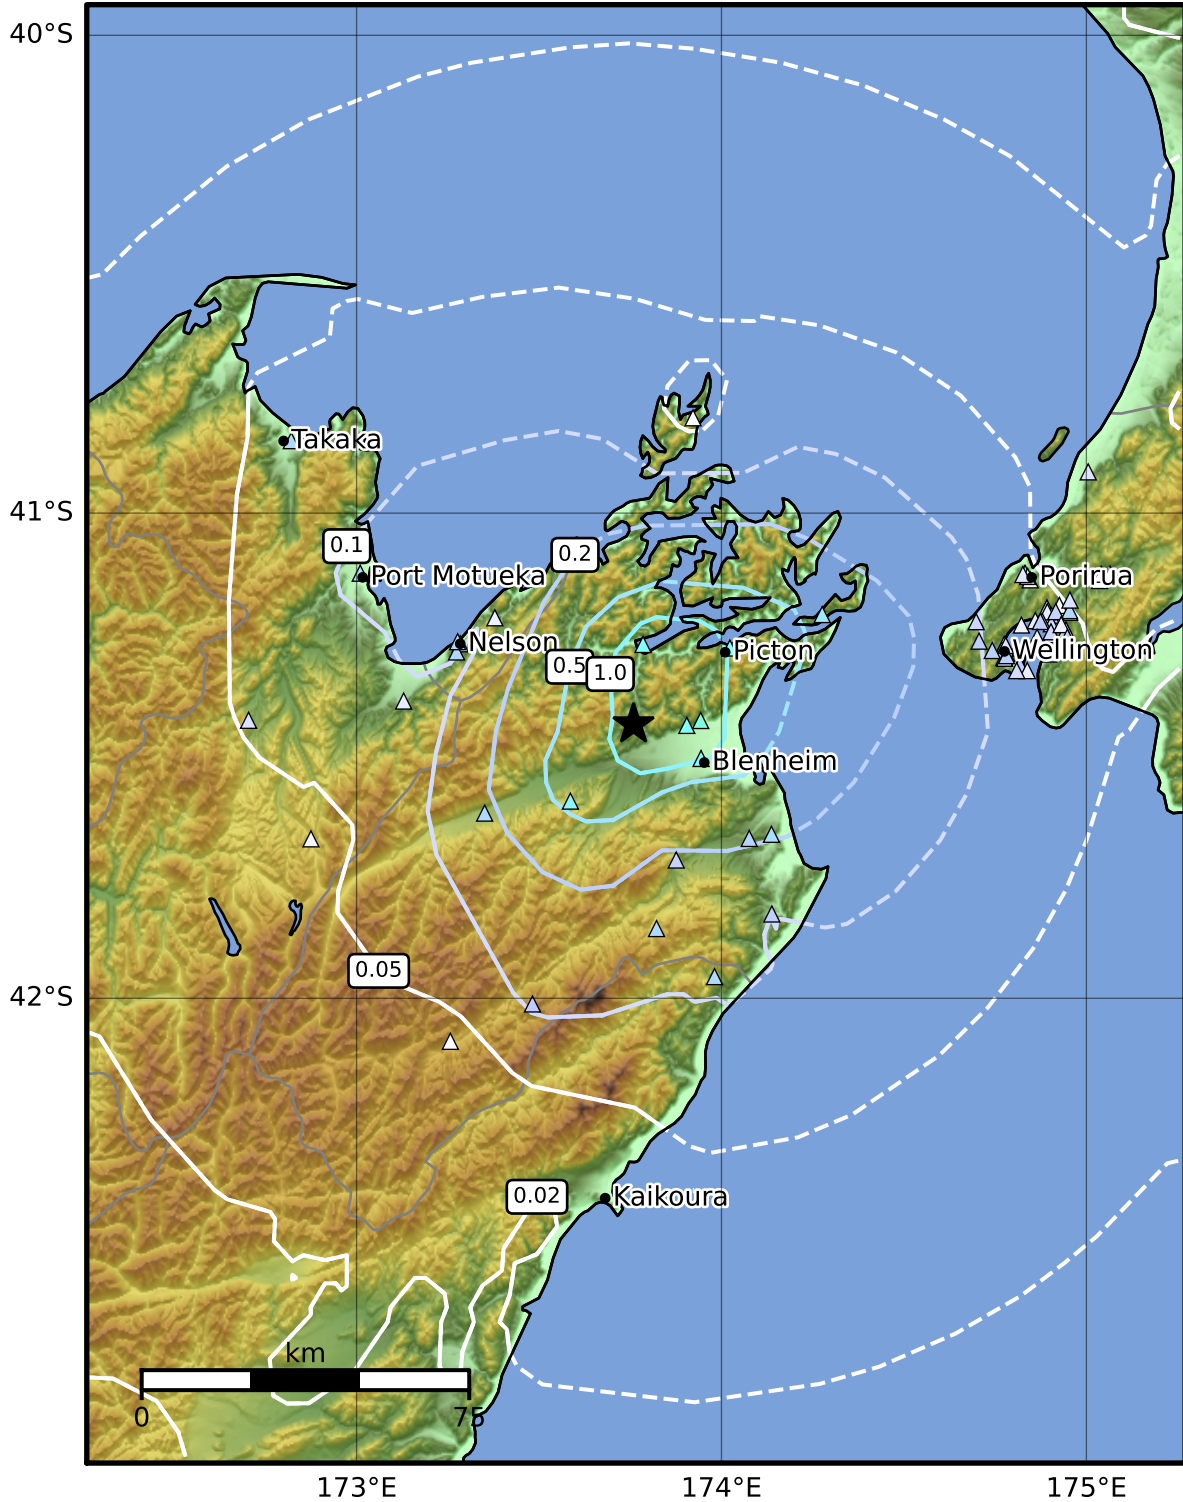 40°S
Takaka
41°S
0.1
0.2
Port Motueka
Porirua
Nelson
Picton
Wellington
0.5
1.0
Blenheim
0.05
42°S
0.02
Kaikoura
km
0
75
173°E
174°E
175°E